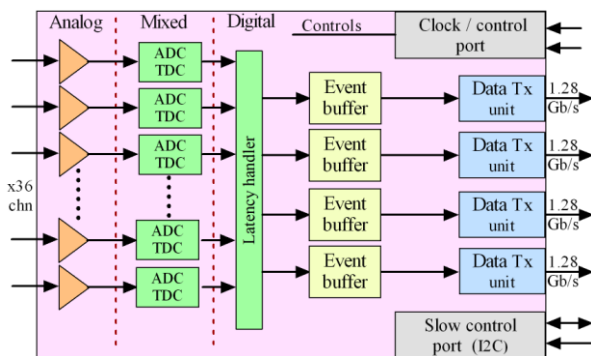 Analog
Mixed
Digital
Controls
Clock / control
port
ADC
TDC
ADC
TDC
ADC
TDC
ADC
TDC
ADC
TDC
x36
chn
Latency handler
Event
buffer
Event
buffer
Event
buffer
Event
buffer
Data Tx
unit
Data Tx
unit
Data Tx
unit
Data Tx
unit
1.28
Gb/s
1.28
Gb/s
1.28
Gb/s
1.28
Gb/s
Slow control
port (I2C)